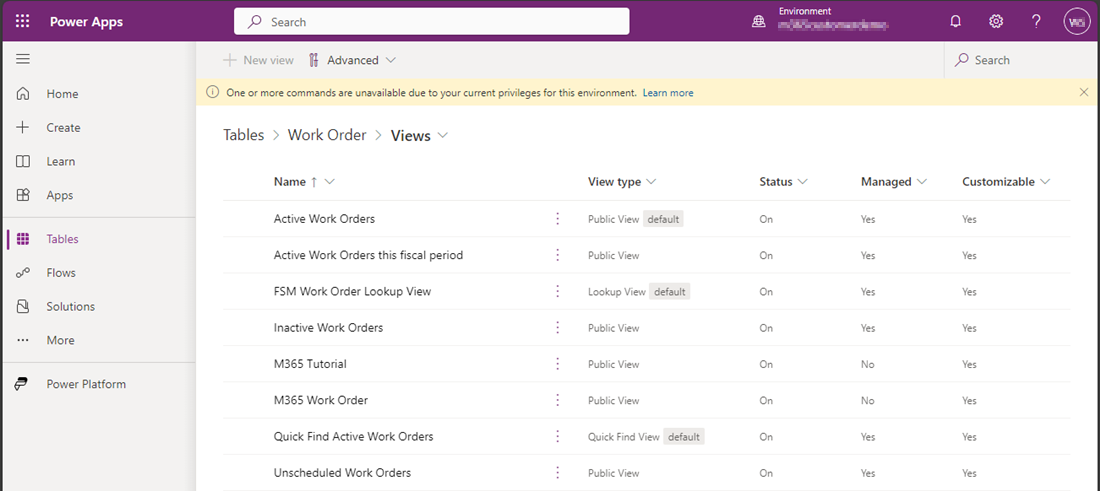 Power Apps
Search
Environment
New view
Advanced
Search
One or more commands are unavailable due to your current privileges for this environment. Learn more
Home
Create
Learn
Apps
Tables
Flows
Solutions
More
Power Platform
Tables > Work Order > Views
Name ↑ View type Status Managed Customizable
Active Work Orders Public View default On Yes Yes
Active Work Orders this fiscal period Public View On Yes Yes
FSM Work Order Lookup View Lookup View default On Yes Yes
Inactive Work Orders Public View On Yes Yes
M365 Tutorial Public View On No Yes
M365 Work Order Public View On No Yes
Quick Find Active Work Orders Quick Find View default On Yes Yes
Unscheduled Work Orders Public View On Yes Yes